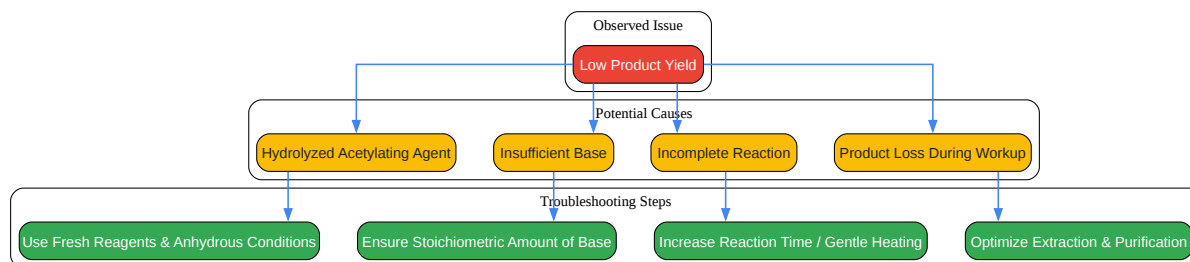 Observed Issue
Low Product Yield
Potential Causes
Hydrolyzed Acetylating Agent
Insufficient Base
Incomplete Reaction
Product Loss During Workup
Troubleshooting Steps
Use Fresh Reagents & Anhydrous Conditions
Ensure Stoichiometric Amount of Base
Increase Reaction Time / Gentle Heating
Optimize Extraction & Purification